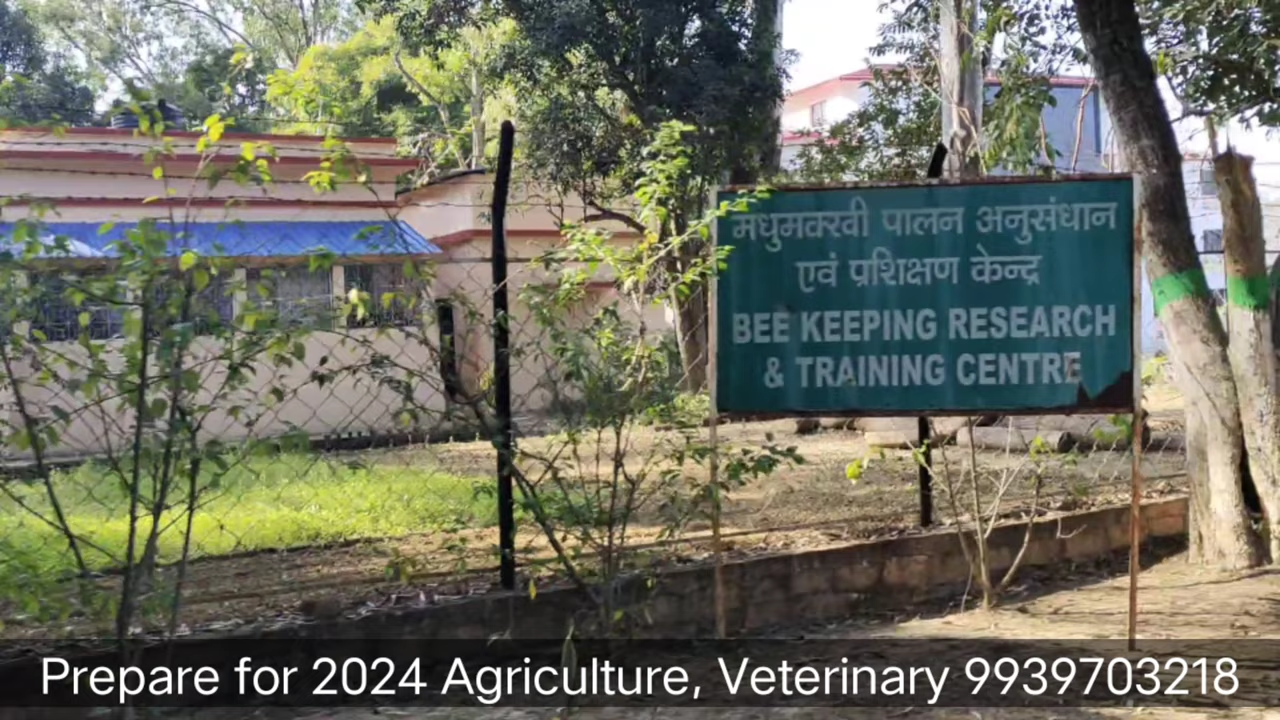 मधुमक्खी पालन अनुसंधान
एवं प्रशिक्षण केन्द्र
BEE KEEPING RESEARCH
& TRAINING CENTRE
Prepare for 2024 Agriculture, Veterinary 9939703218